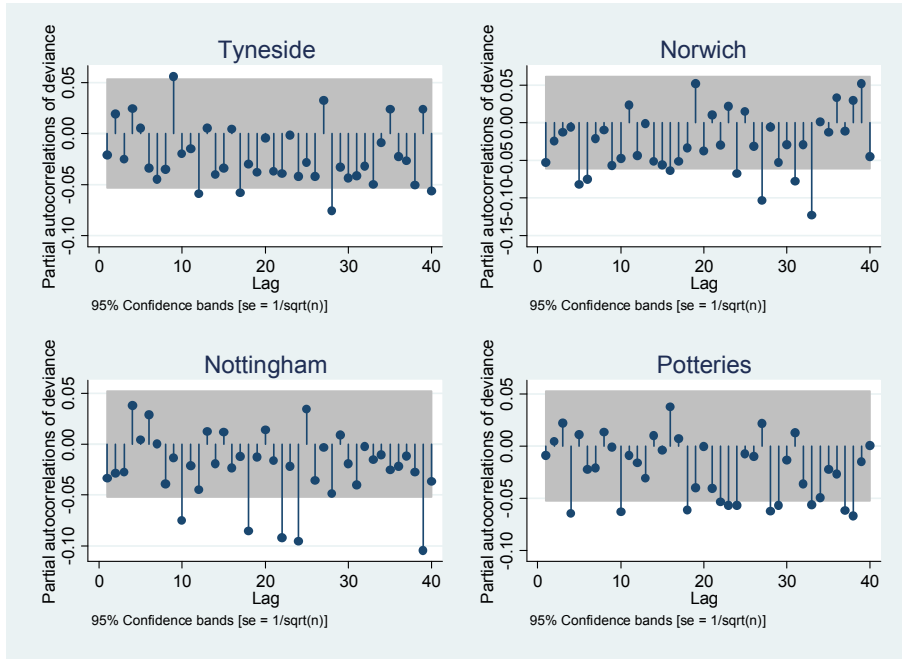 Tyneside
Partial autocorrelations of deviance
0.05
0.00
-0.05
-0.10
0 10 20 30 40
Lag
95% Confidence bands [se = 1/sqrt(n)]
Norwich
Partial autocorrelations of deviance
0.05
0.00
-0.05
-0.10
-0.15
0 10 20 30 40
Lag
95% Confidence bands [se = 1/sqrt(n)]
Nottingham
Partial autocorrelations of deviance
0.05
0.00
-0.05
-0.10
0 10 20 30 40
Lag
95% Confidence bands [se = 1/sqrt(n)]
Potteries
Partial autocorrelations of deviance
0.05
0.00
-0.05
-0.10
0 10 20 30 40
Lag
95% Confidence bands [se = 1/sqrt(n)]